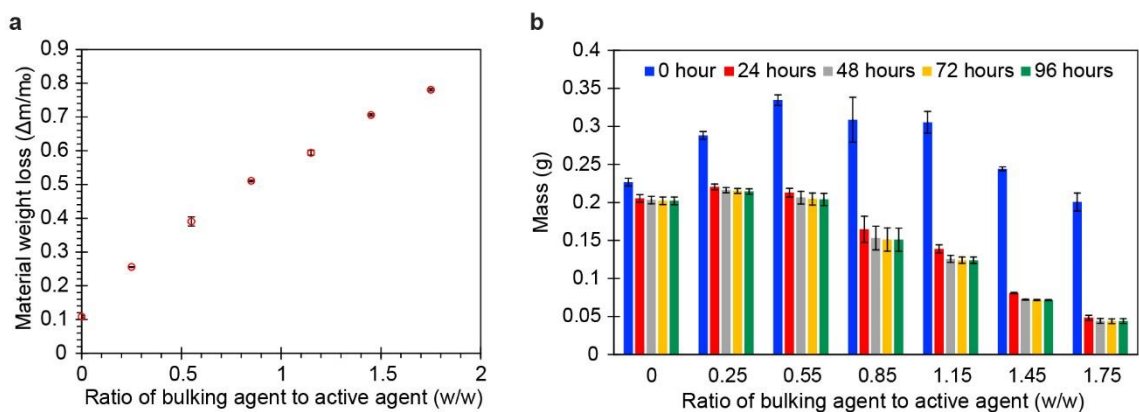 a
0.9
0.8
0.7
0.6
0.5
0.4
0.3
0.2
0.1
0
Material weight loss (Δm/m₀)
0 0.5 1 1.5 2
Ratio of bulking agent to active agent (w/w)
b
0.4
0.35
0.3
0.25
0.2
0.15
0.1
0.05
0
Mass (g)
0 hour 24 hours 48 hours 72 hours 96 hours
0 0.25 0.55 0.85 1.15 1.45 1.75
Ratio of bulking agent to active agent (w/w)